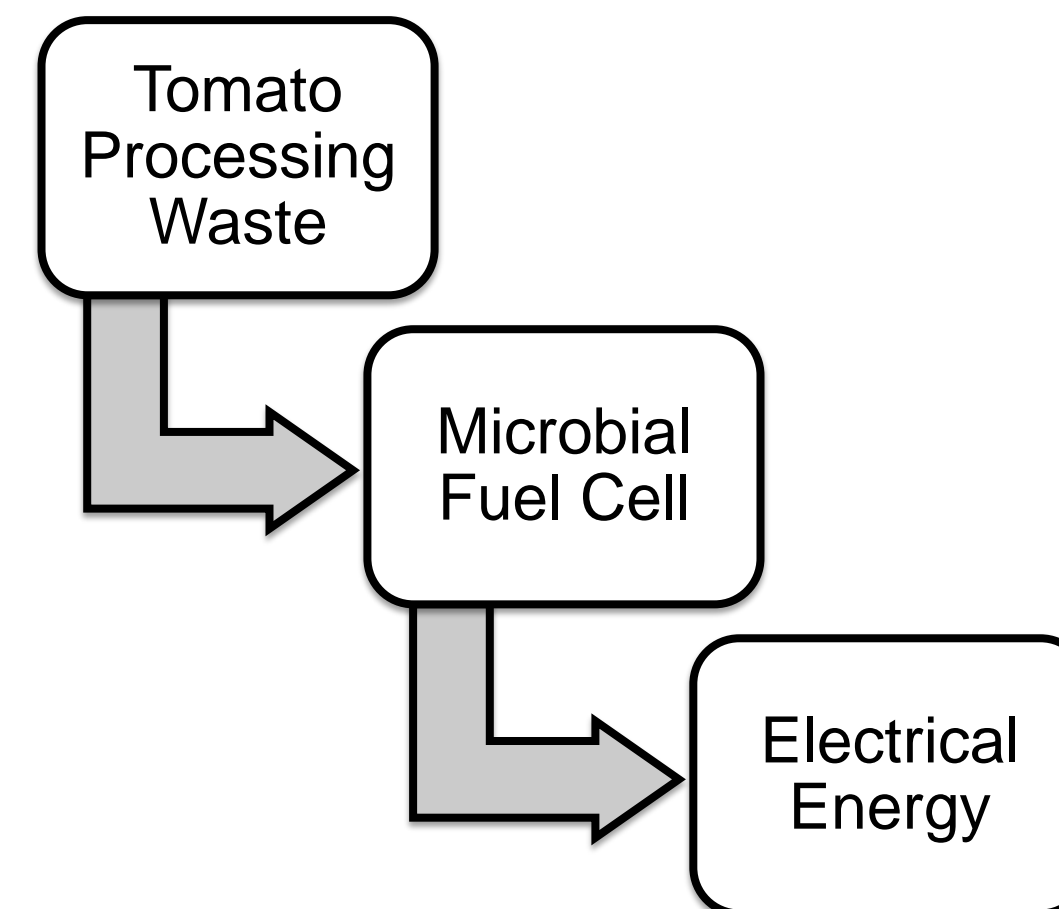 Tomato
Processing
Waste
Microbial
Fuel Cell
Electrical
Energy